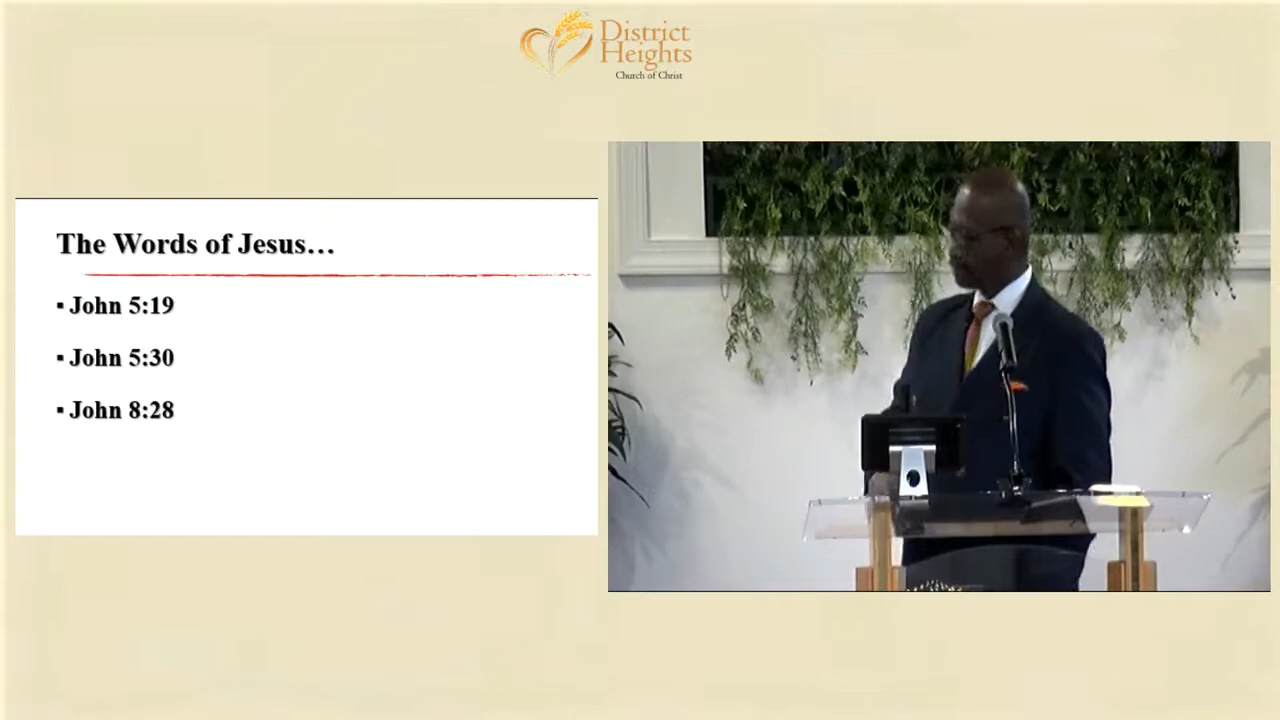 District
Heights
Church of Christ
The Words of Jesus…
▪ John 5:19
▪ John 5:30
▪ John 8:28